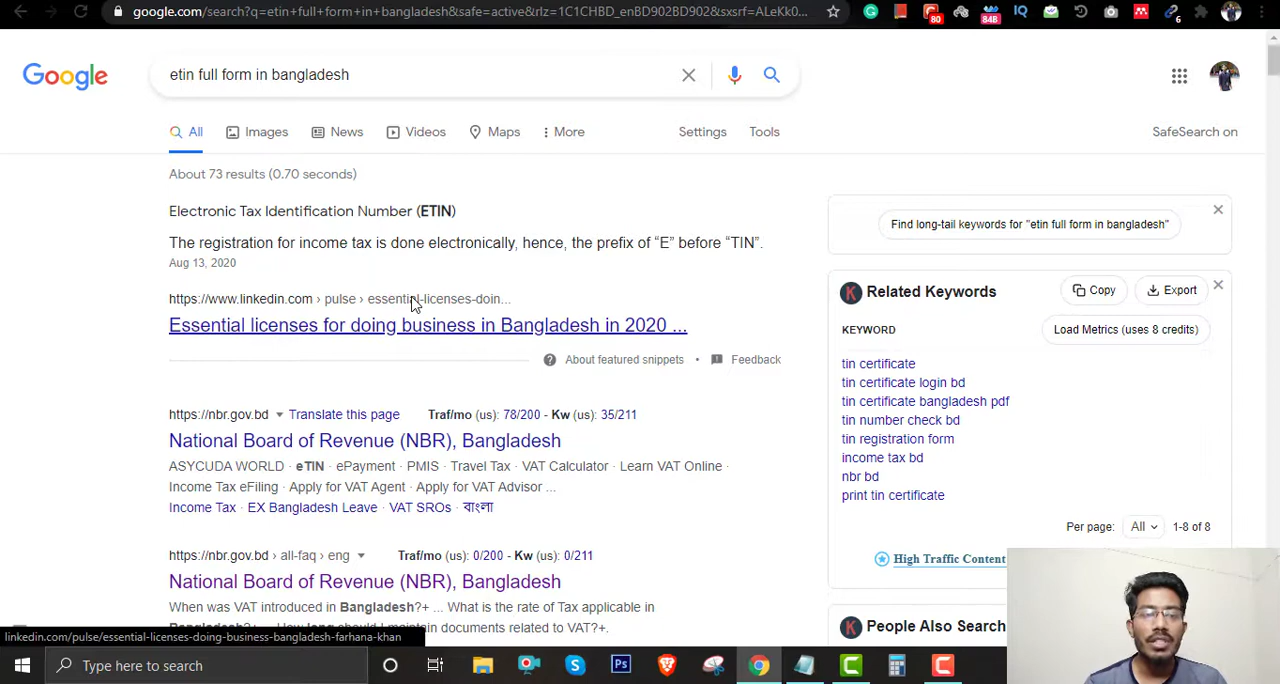 google.com/search?q=etin+full+form+in+bangladesh&safe=active&rlz=1C1CHBD_enBD902BD902&sxsrf=ALeKk0...
80
84B
6
Google
etin full form in bangladesh
All
Images
News
Videos
Maps
More
Settings
Tools
SafeSearch on
About 73 results (0.70 seconds)
Electronic Tax Identification Number (ETIN)
The registration for income tax is done electronically, hence, the prefix of “E” before “TIN”.
Aug 13, 2020
https://www.linkedin.com › pulse › essential-licenses-doin...
Essential licenses for doing business in Bangladesh in 2020 ...
About featured snippets • Feedback
https://nbr.gov.bd Translate this page Traf/mo (us): 78/200 - Kw (us): 35/211
National Board of Revenue (NBR), Bangladesh
ASYCUDA WORLD · eTIN · ePayment · PMIS · Travel Tax · VAT Calculator · Learn VAT Online ·
Income Tax eFiling · Apply for VAT Agent · Apply for VAT Advisor ...
Income Tax · EX Bangladesh Leave · VAT SROs · বাংলা
https://nbr.gov.bd › all-faq › eng Traf/mo (us): 0/200 - Kw (us): 0/211
National Board of Revenue (NBR), Bangladesh
When was VAT introduced in Bangladesh?+ ... What is the rate of Tax applicable in
Bangladesh?+ ... How long should I maintain documents related to VAT?+.
linkedin.com/pulse/essential-licenses-doing-business-bangladesh-farhana-khan
Find long-tail keywords for "etin full form in bangladesh"
K Related Keywords
Copy
Export
KEYWORD
Load Metrics (uses 8 credits)
tin certificate
tin certificate login bd
tin certificate bangladesh pdf
tin number check bd
tin registration form
income tax bd
nbr bd
print tin certificate
Per page: All 1-8 of 8
High Traffic Content
K People Also Search
Type here to search
S
Ps
C
C